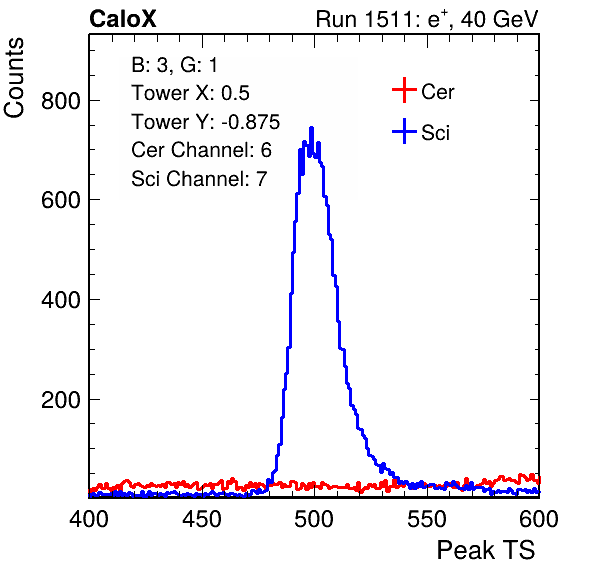 CaloX Run 1511: e⁺, 40 GeV
Counts
B: 3, G: 1
Tower X: 0.5
Tower Y: -0.875
Cer Channel: 6
Sci Channel: 7
Cer
Sci
800
600
400
200
400 450 500 550 600
Peak TS